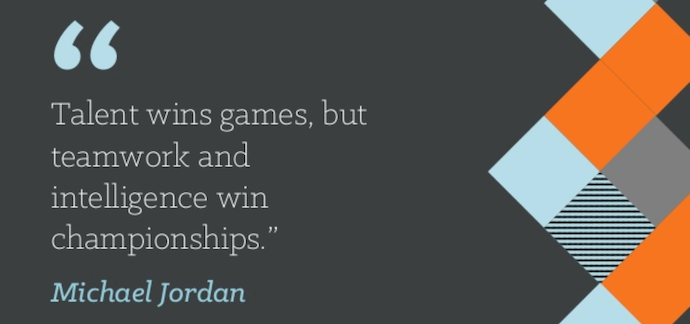 “
Talent wins games, but
teamwork and
intelligence win
championships.”
Michael Jordan